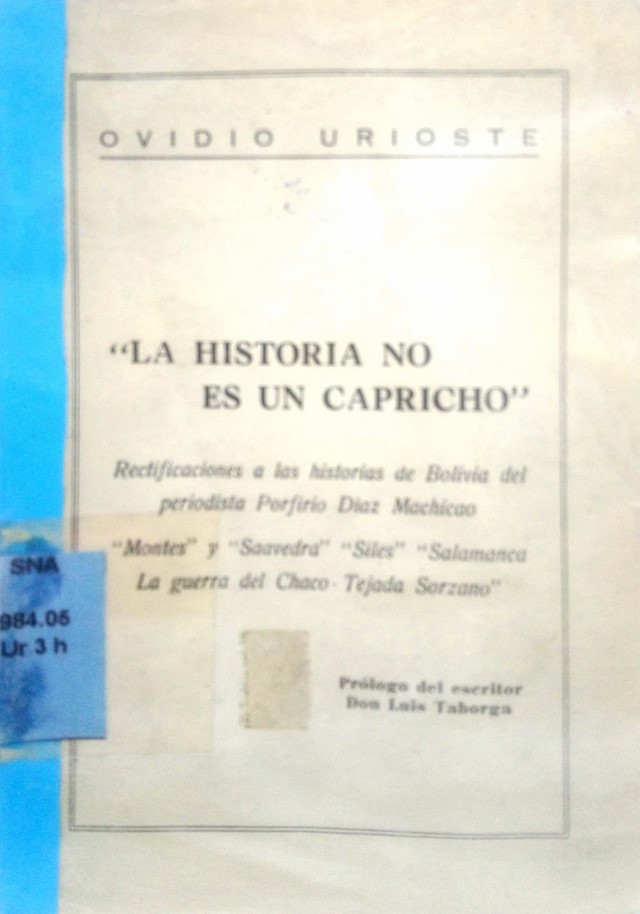 OVIDIO URIOSTE
“LA HISTORIA NO
ES UN CAPRICHO”
Rectificaciones a las historias de Bolivia del
periodista Porfirio Diaz Machicao
“Montes” y “Saavedra” “Siles” “Salamanca
La guerra del Chaco - Tejada Sorzano”
Prólogo del escritor
Don Luis Taborga
SNA
984.05
Ur 3 h